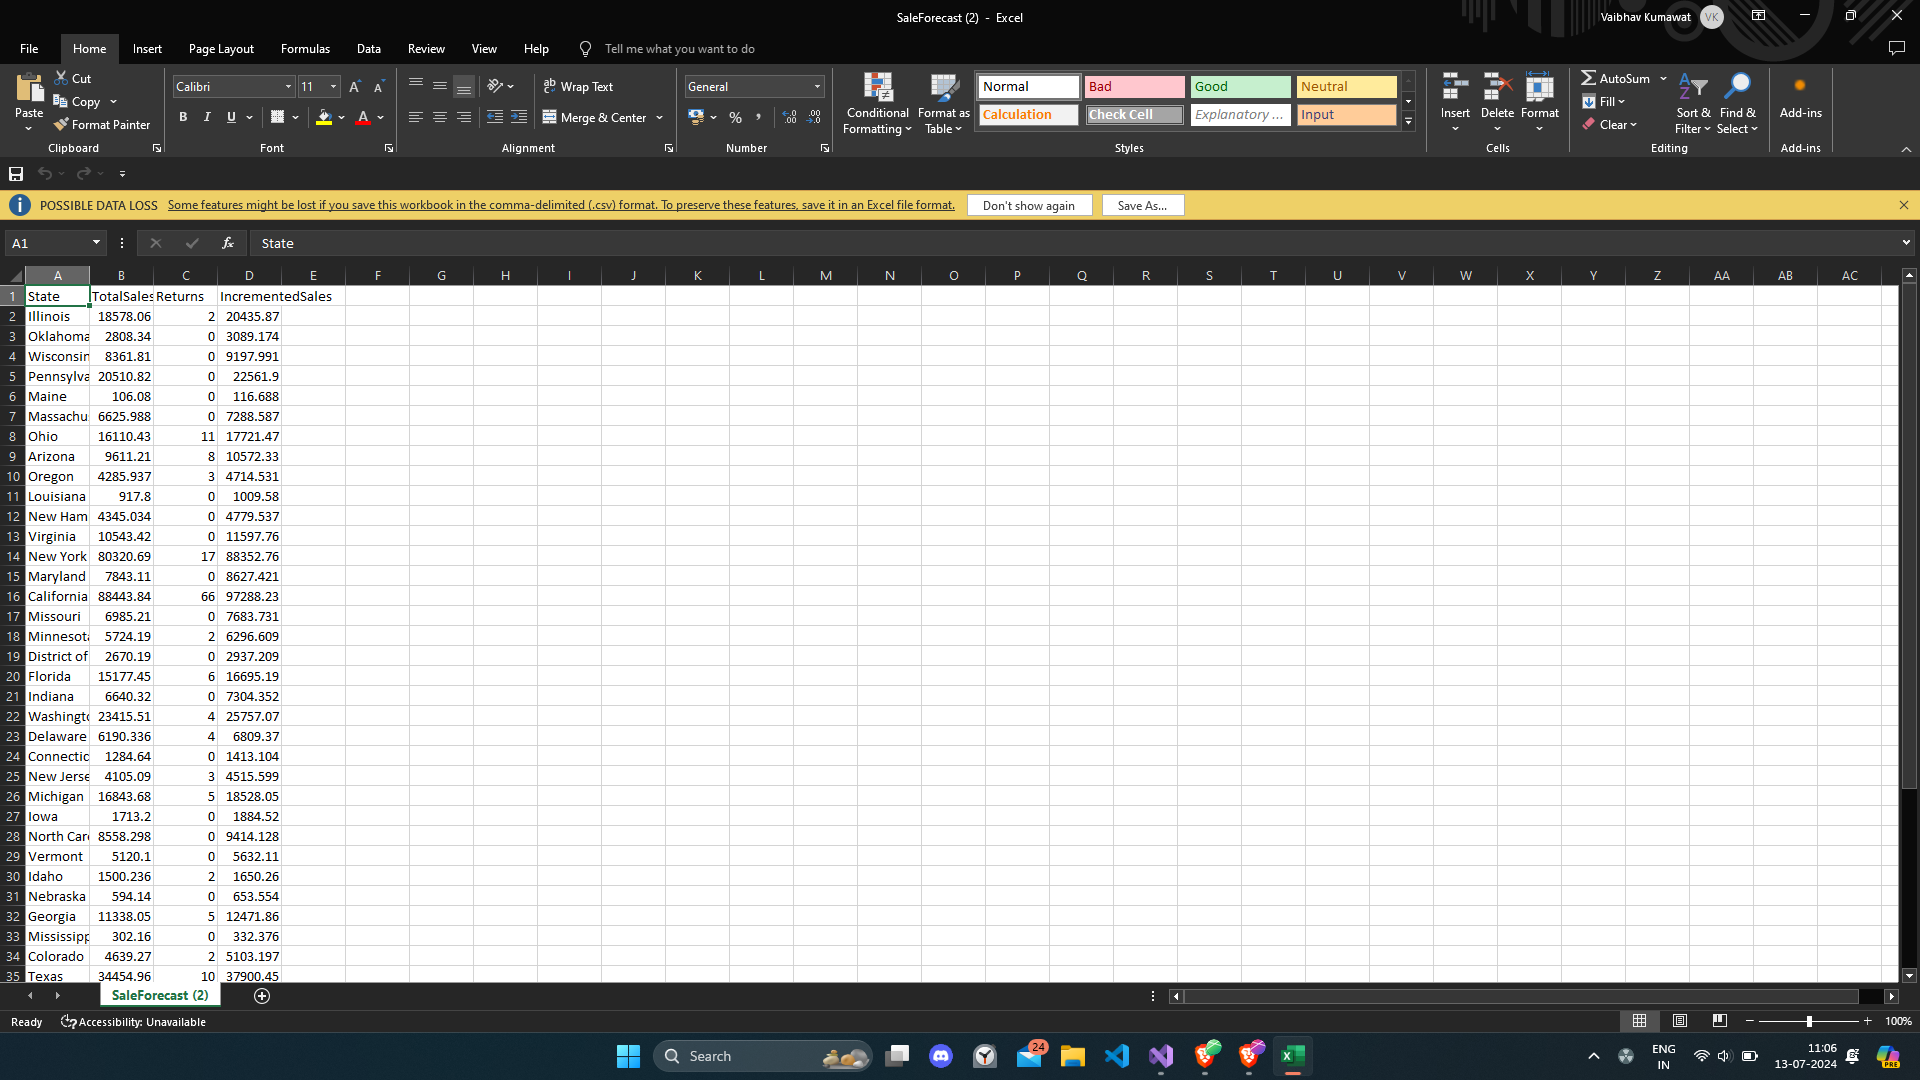 SaleForecast (2) - Excel
Vaibhav Kumawat VK
File Home Insert Page Layout Formulas Data Review View Help Tell me what you want to do
Paste
Cut
Copy
Format Painter
Clipboard
Calibri 11
B I U
Font
Wrap Text
Merge & Center
Alignment
General
Number
Conditional Formatting
Format as Table
Normal Bad Good Neutral
Calculation Check Cell Explanatory ... Input
Styles
Insert Delete Format
Cells
AutoSum
Fill
Clear
Sort & Filter
Find & Select
Editing
Add-ins
Add-ins
POSSIBLE DATA LOSS Some features might be lost if you save this workbook in the comma-delimited (.csv) format. To preserve these features, save it in an Excel file format. Don't show again Save As...
A1 fx State
A B C D E F G H I J K L M N O P Q R S T U V W X Y Z AA AB AC
1 State TotalSales Returns IncrementedSales
2 Illinois 18578.06 2 20435.87
3 Oklahoma 2808.34 0 3089.174
4 Wisconsin 8361.81 0 9197.991
5 Pennsylva 20510.82 0 22561.9
6 Maine 106.08 0 116.688
7 Massachu 6625.988 0 7288.587
8 Ohio 16110.43 11 17721.47
9 Arizona 9611.21 8 10572.33
10 Oregon 4285.937 3 4714.531
11 Louisiana 917.8 0 1009.58
12 New Ham 4345.034 0 4779.537
13 Virginia 10543.42 0 11597.76
14 New York 80320.69 17 88352.76
15 Maryland 7843.11 0 8627.421
16 California 88443.84 66 97288.23
17 Missouri 6985.21 0 7683.731
18 Minnesota 5724.19 2 6296.609
19 District of 2670.19 0 2937.209
20 Florida 15177.45 6 16695.19
21 Indiana 6640.32 0 7304.352
22 Washingto 23415.51 4 25757.07
23 Delaware 6190.336 4 6809.37
24 Connectic 1284.64 0 1413.104
25 New Jerse 4105.09 3 4515.599
26 Michigan 16843.68 5 18528.05
27 Iowa 1713.2 0 1884.52
28 North Car 8558.298 0 9414.128
29 Vermont 5120.1 0 5632.11
30 Idaho 1500.236 2 1650.26
31 Nebraska 594.14 0 653.554
32 Georgia 11338.05 5 12471.86
33 Mississipp 302.16 0 332.376
34 Colorado 4639.27 2 5103.197
35 Texas 34454.96 10 37900.45
SaleForecast (2)
Ready Accessibility: Unavailable 100%
Search 24
ENG IN
11:06
13-07-2024
PRE